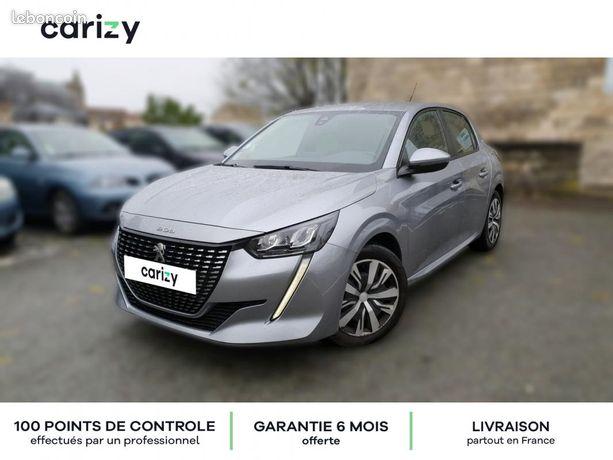 leboncoin
carizy
208
carizy
100 POINTS DE CONTROLE
effectués par un professionnel
GARANTIE 6 MOIS
offerte
LIVRAISON
partout en France